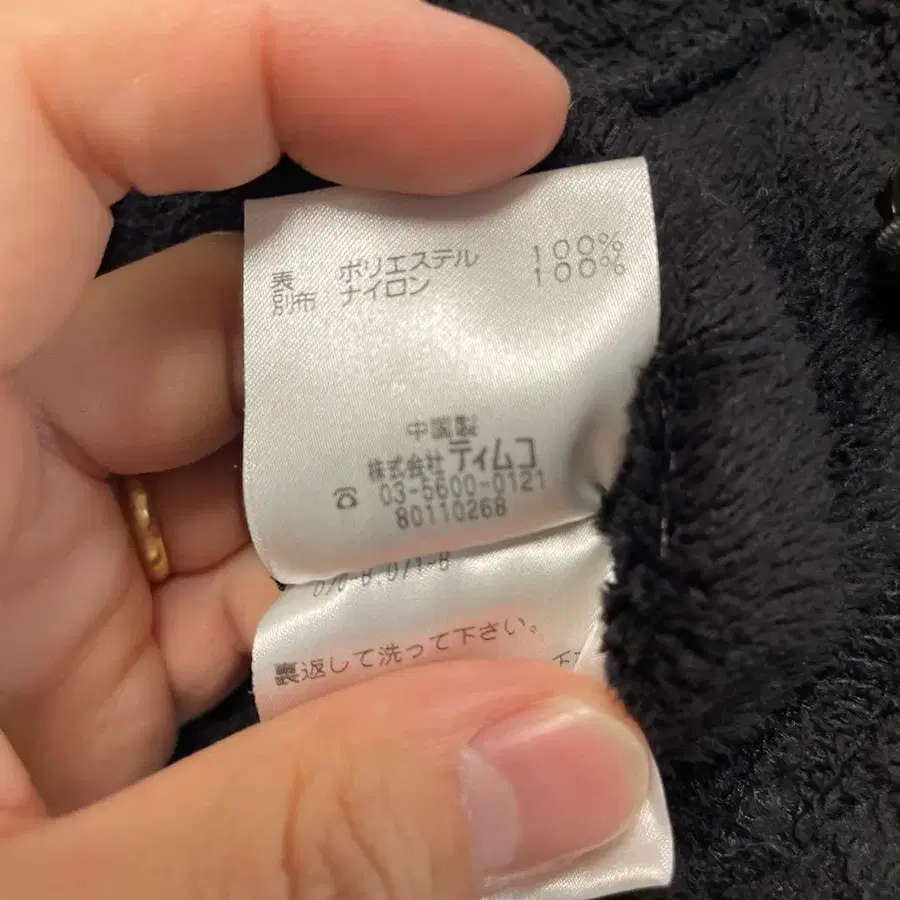 表 ポリエステル 100%
別布 ナイロン 100%
中国製
株式会社ティムコ
☎ 03-5600-0121
80110268
返して洗って下さい。